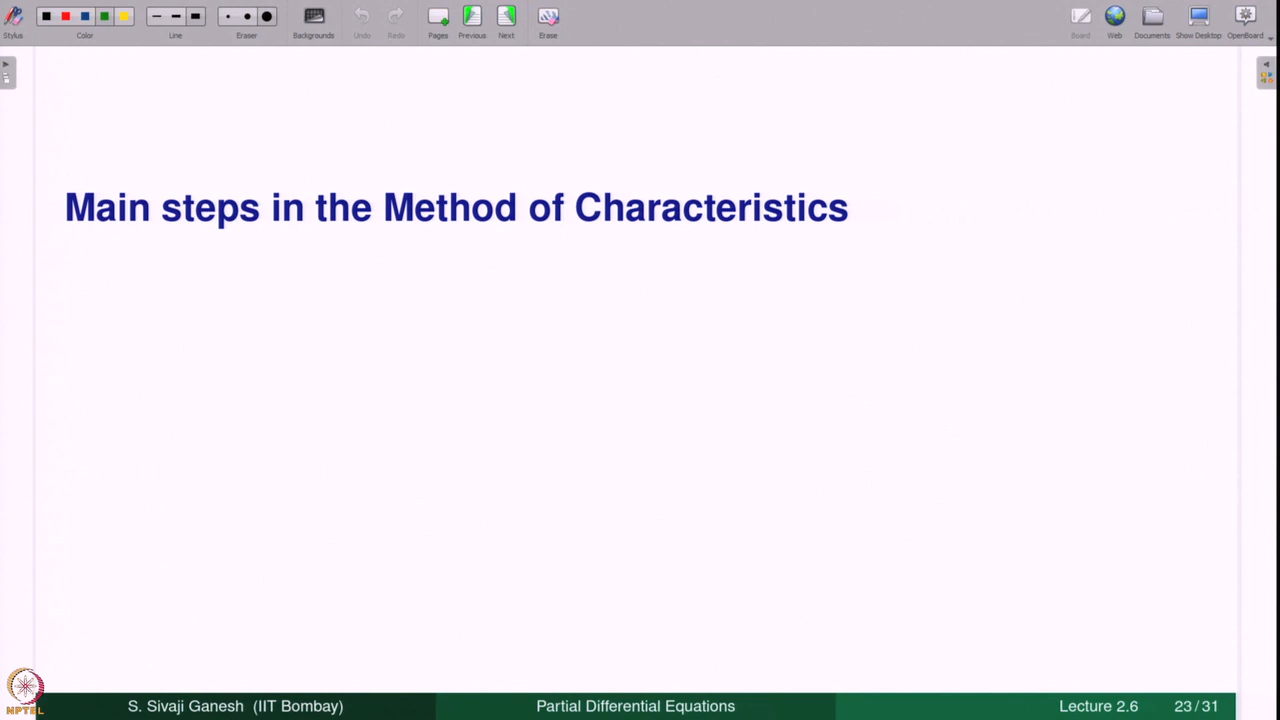 Stylus Color Line Eraser Backgrounds Undo Redo Pages Previous Next Erase Board Web Documents Show Desktop OpenBoard
Main steps in the Method of Characteristics
NPTEL
S. Sivaji Ganesh (IIT Bombay) Partial Differential Equations Lecture 2.6 23/31